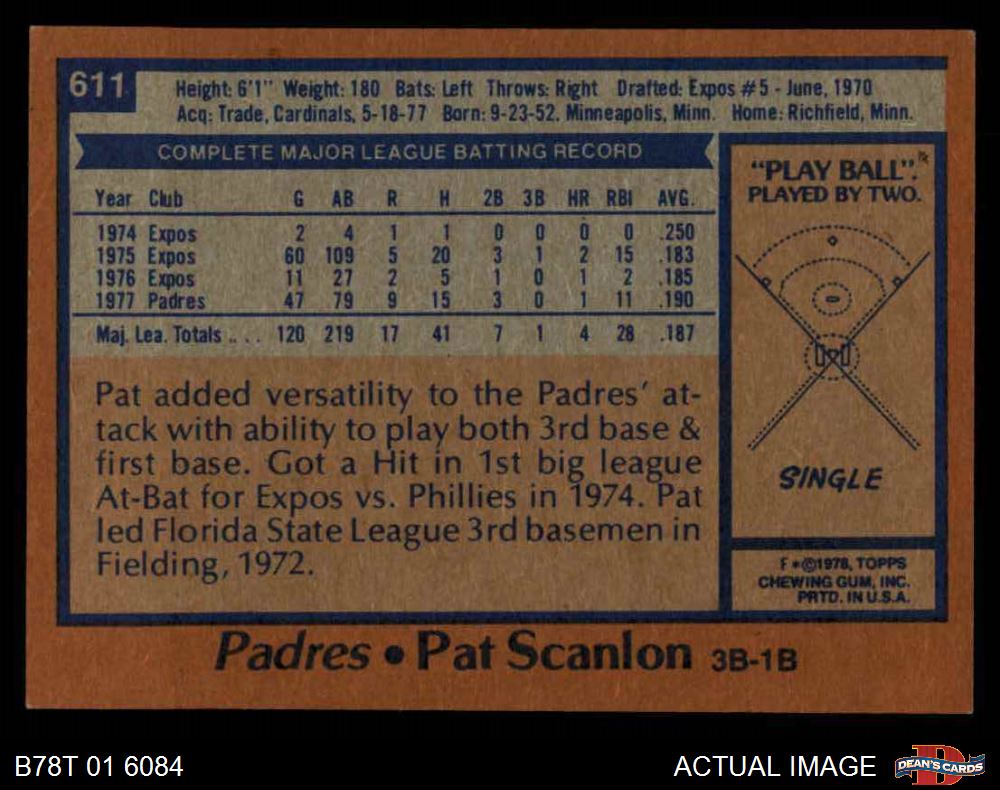 611
Height: 6'1" Weight: 180 Bats: Left Throws: Right Drafted: Expos #5 - June, 1970
Acq: Trade, Cardinals, 5-18-77 Born: 9-23-52, Minneapolis, Minn. Home: Richfield, Minn.
COMPLETE MAJOR LEAGUE BATTING RECORD
Year Club G AB R H 2B 3B HR RBI AVG.
1974 Expos 2 4 1 1 0 0 0 0 .250
1975 Expos 60 109 5 20 3 1 2 15 .183
1976 Expos 11 27 2 5 1 0 1 2 .185
1977 Padres 47 79 9 15 3 0 1 11 .190
Maj. Lea. Totals . . . 120 219 17 41 7 1 4 28 .187
Pat added versatility to the Padres' at-
tack with ability to play both 3rd base &
first base. Got a Hit in 1st big league
At-Bat for Expos vs. Phillies in 1974. Pat
led Florida State League 3rd basemen in
Fielding, 1972.
"PLAY BALL".
PLAYED BY TWO.
SINGLE
F * ©1978, TOPPS
CHEWING GUM, INC.
PRTD. IN U.S.A.
Padres • Pat Scanlon 3B-1B
B78T 01 6084
ACTUAL IMAGE
DEAN'S CARDS